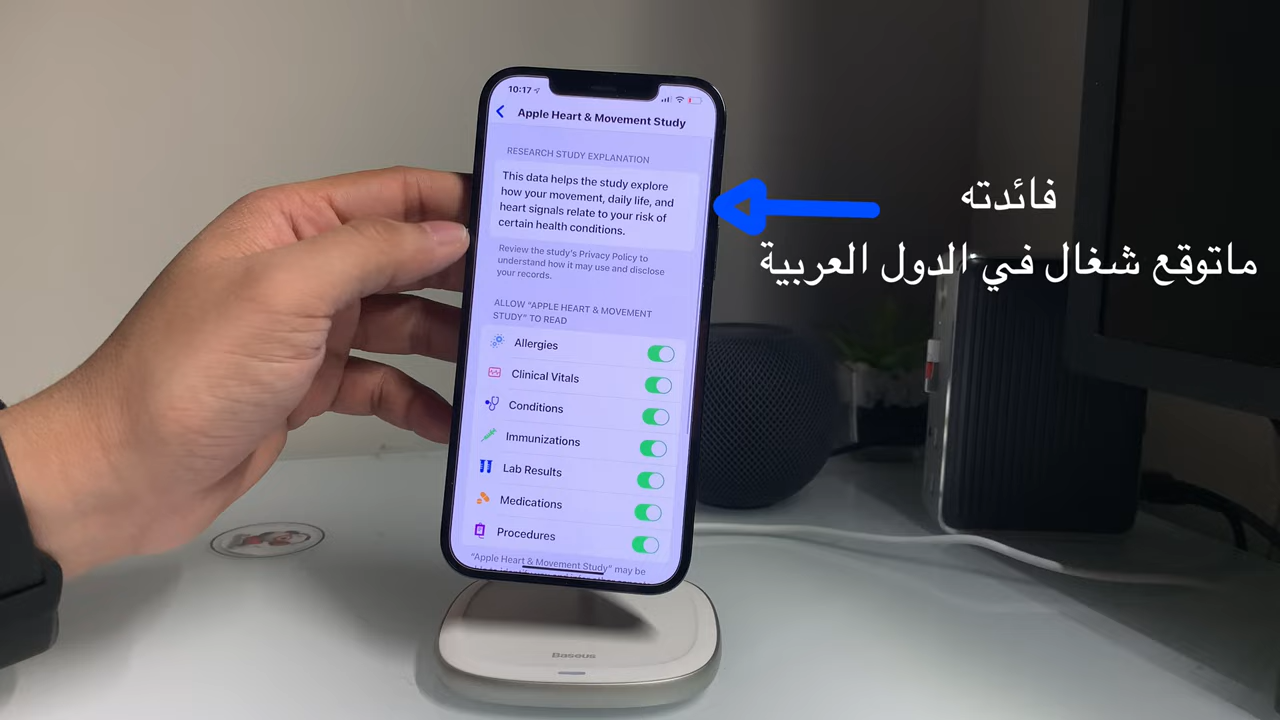 10:17
Apple Heart & Movement Study
RESEARCH STUDY EXPLANATION
This data helps the study explore
how your movement, daily life, and
heart signals relate to your risk of
certain health conditions.
Review the study's Privacy Policy to
understand how it may use and disclose
your records.
ALLOW “APPLE HEART & MOVEMENT
STUDY” TO READ
Allergies
Clinical Vitals
Conditions
Immunizations
Lab Results
Medications
Procedures
“Apple Heart & Movement Study” may be
فائدته
ماتوقع شغال في الدول العربية
Baseus